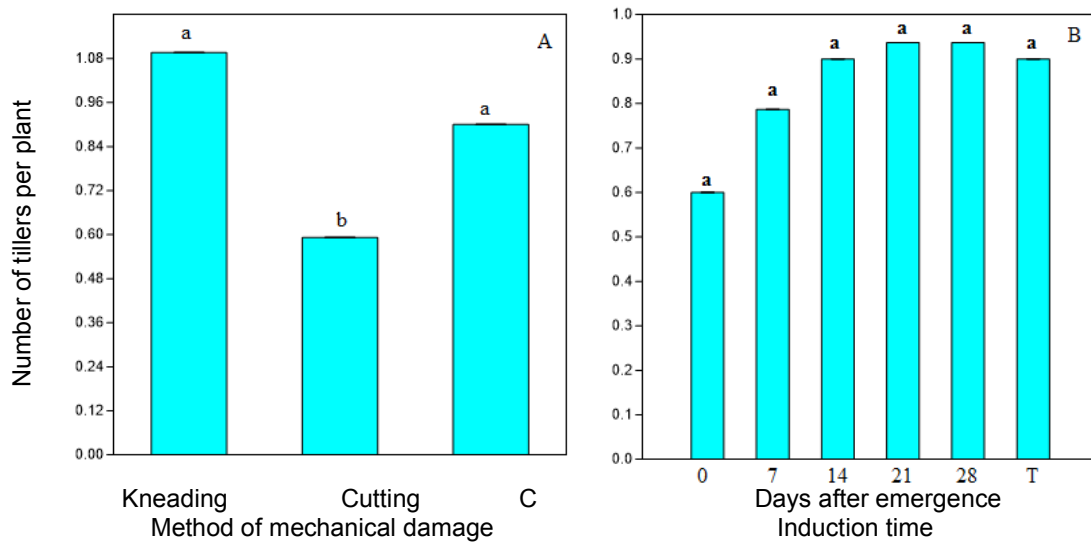 Number of tillers per plant
A
1.08
0.96
0.84
0.72
0.60
0.48
0.36
0.24
0.12
0.00
a
b
a
Kneading Cutting C
Method of mechanical damage
B
1.0
0.9
0.8
0.7
0.6
0.5
0.4
0.3
0.2
0.1
0.0
a
a
a
a
a
a
0 7 14 21 28 T
Days after emergence
Induction time